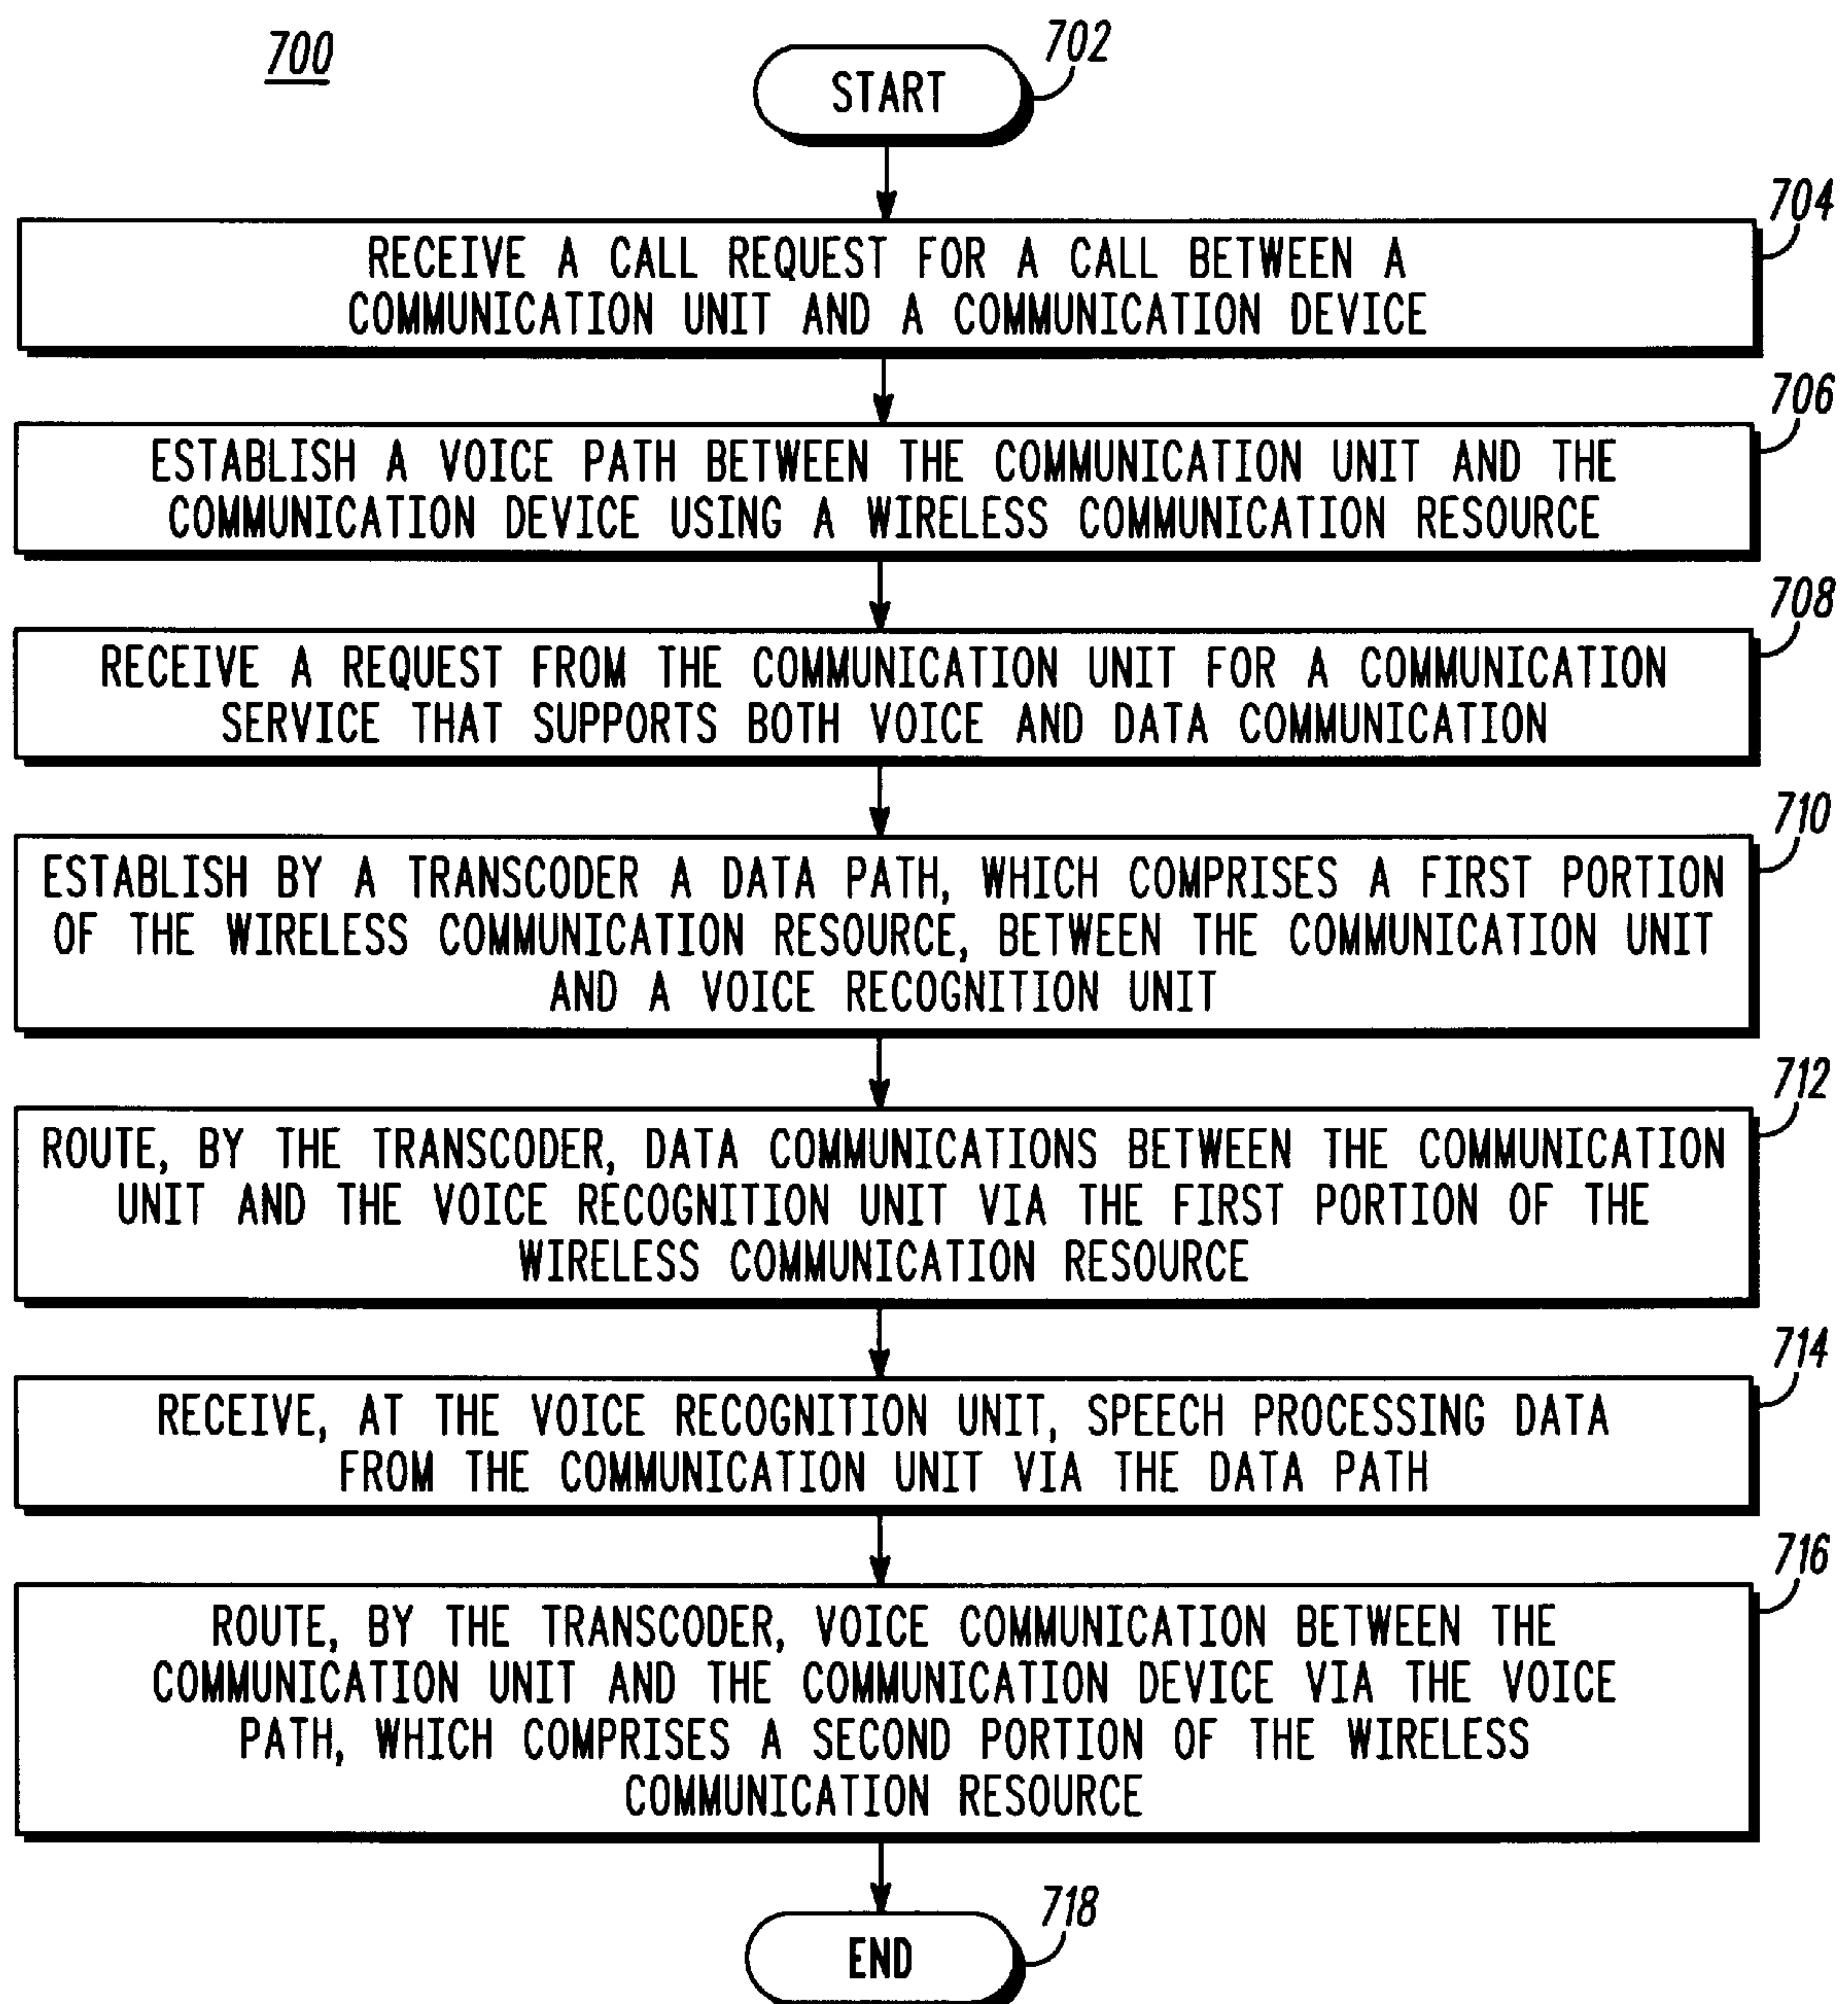 700
START
702
704
RECEIVE A CALL REQUEST FOR A CALL BETWEEN A
COMMUNICATION UNIT AND A COMMUNICATION DEVICE
706
ESTABLISH A VOICE PATH BETWEEN THE COMMUNICATION UNIT AND THE
COMMUNICATION DEVICE USING A WIRELESS COMMUNICATION RESOURCE
708
RECEIVE A REQUEST FROM THE COMMUNICATION UNIT FOR A COMMUNICATION
SERVICE THAT SUPPORTS BOTH VOICE AND DATA COMMUNICATION
710
ESTABLISH BY A TRANSCODER A DATA PATH, WHICH COMPRISES A FIRST PORTION
OF THE WIRELESS COMMUNICATION RESOURCE, BETWEEN THE COMMUNICATION UNIT
AND A VOICE RECOGNITION UNIT
712
ROUTE, BY THE TRANSCODER, DATA COMMUNICATIONS BETWEEN THE COMMUNICATION
UNIT AND THE VOICE RECOGNITION UNIT VIA THE FIRST PORTION OF THE
WIRELESS COMMUNICATION RESOURCE
714
RECEIVE, AT THE VOICE RECOGNITION UNIT, SPEECH PROCESSING DATA
FROM THE COMMUNICATION UNIT VIA THE DATA PATH
716
ROUTE, BY THE TRANSCODER, VOICE COMMUNICATION BETWEEN THE
COMMUNICATION UNIT AND THE COMMUNICATION DEVICE VIA THE VOICE
PATH, WHICH COMPRISES A SECOND PORTION OF THE WIRELESS
COMMUNICATION RESOURCE
718
END